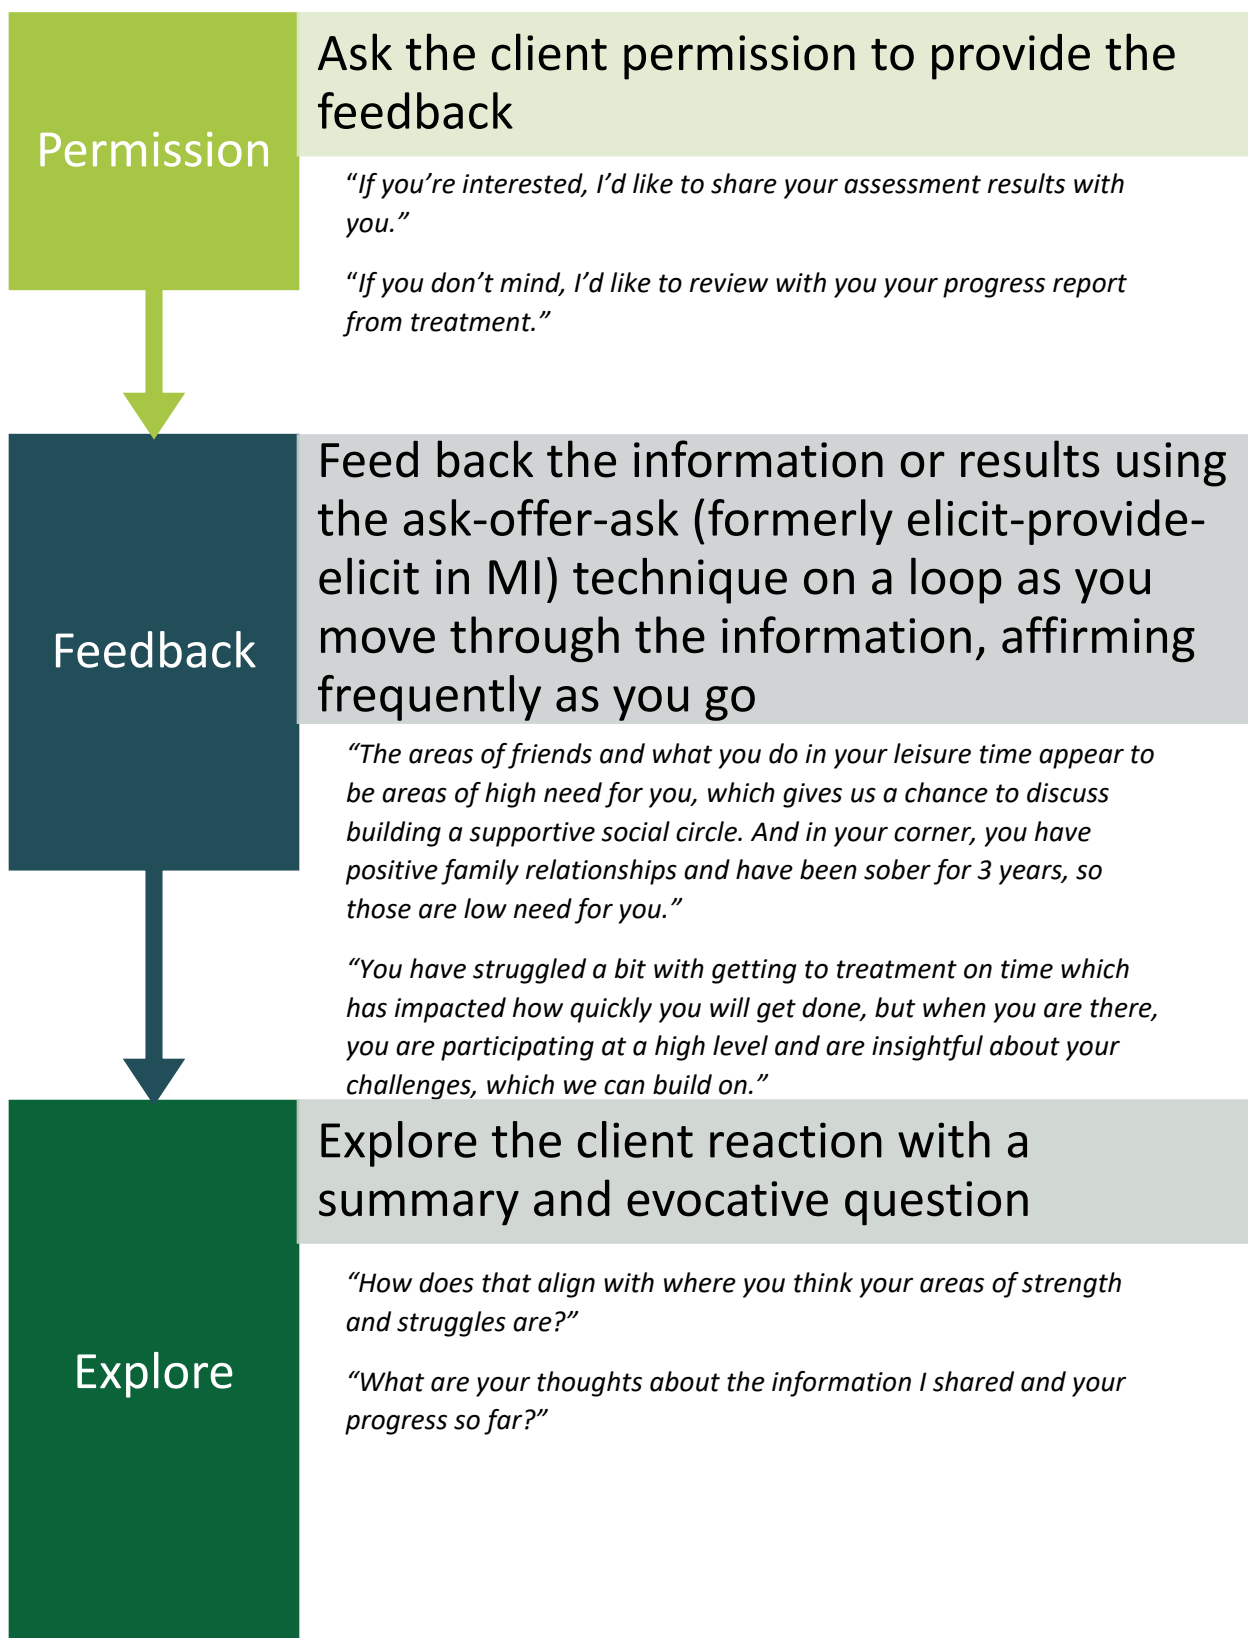 Permission
Ask the client permission to provide the
feedback
“If you’re interested, I’d like to share your assessment results with
you.”
“If you don’t mind, I’d like to review with you your progress report
from treatment.”
Feedback
Feed back the information or results using
the ask-offer-ask (formerly elicit-provide-
elicit in MI) technique on a loop as you
move through the information, affirming
frequently as you go
“The areas of friends and what you do in your leisure time appear to
be areas of high need for you, which gives us a chance to discuss
building a supportive social circle. And in your corner, you have
positive family relationships and have been sober for 3 years, so
those are low need for you.”
“You have struggled a bit with getting to treatment on time which
has impacted how quickly you will get done, but when you are there,
you are participating at a high level and are insightful about your
challenges, which we can build on.”
Explore
Explore the client reaction with a
summary and evocative question
“How does that align with where you think your areas of strength
and struggles are?”
“What are your thoughts about the information I shared and your
progress so far?”